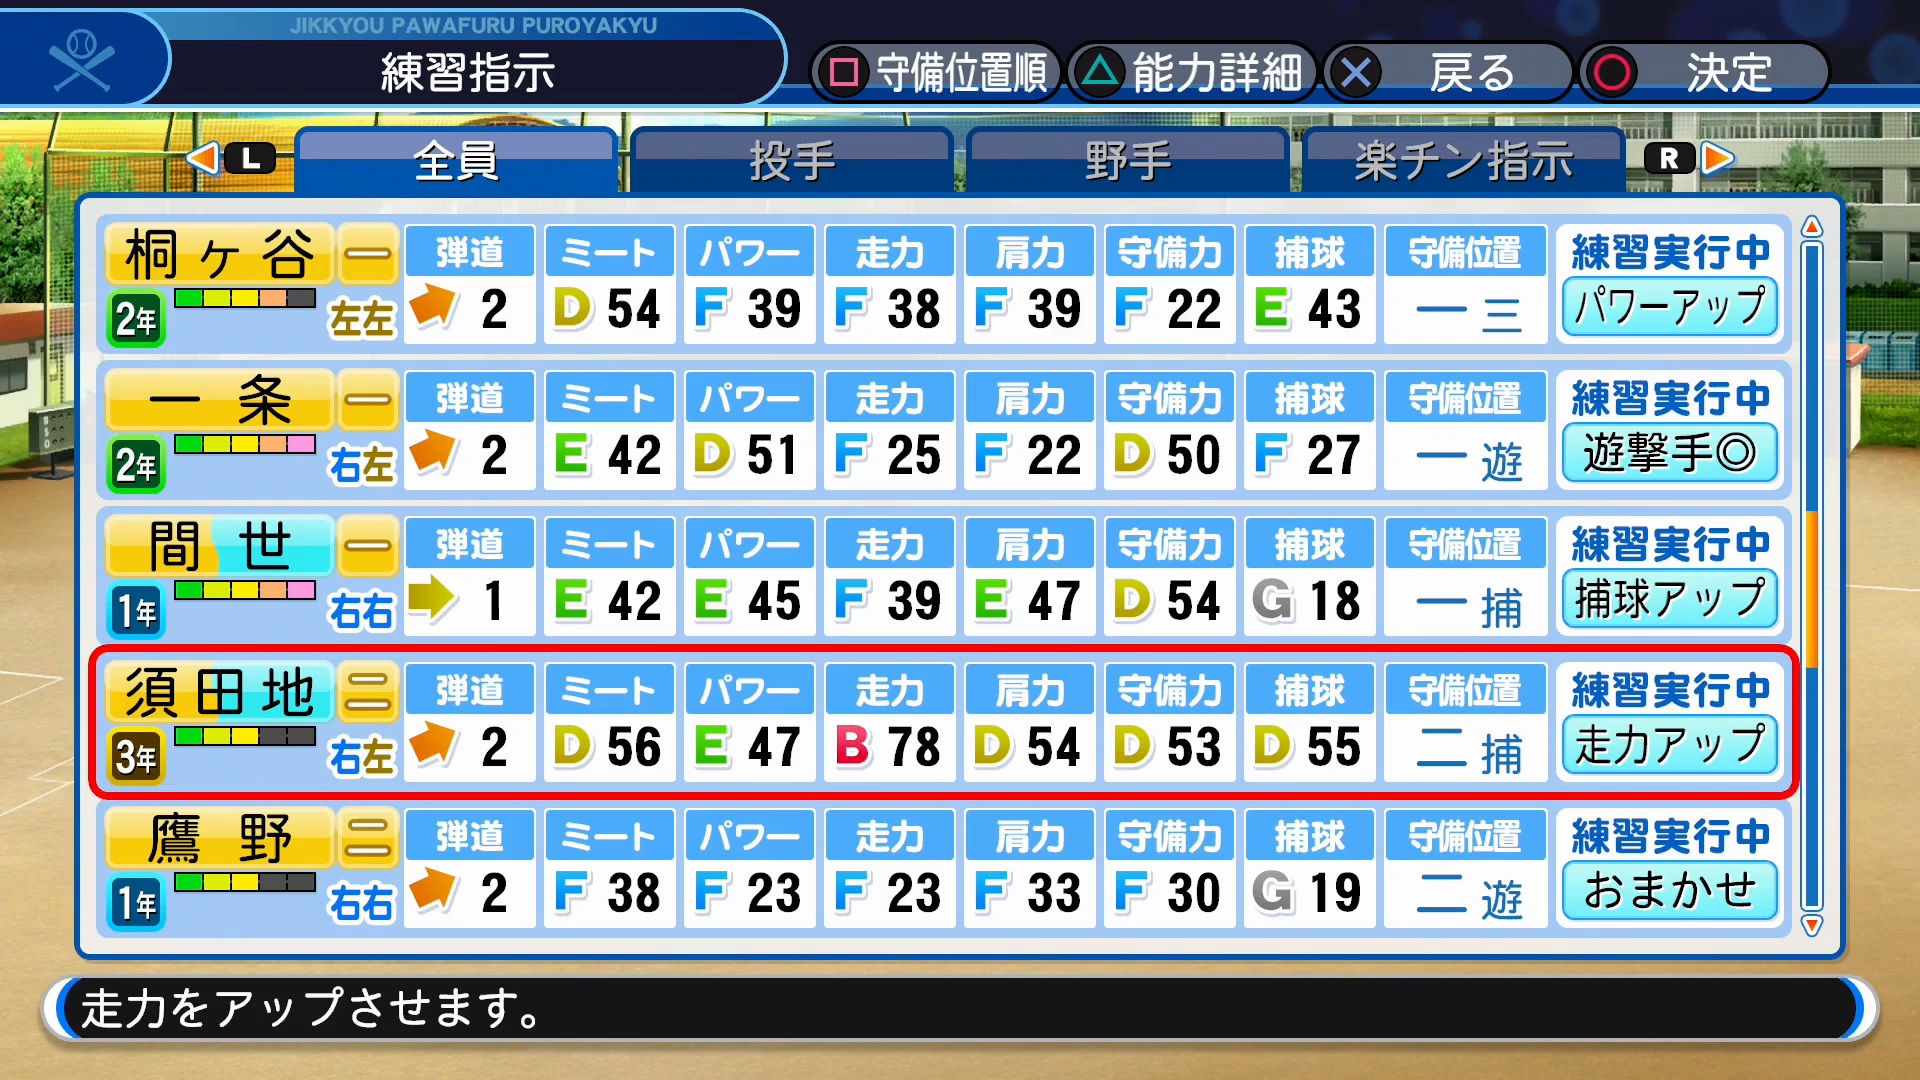 JIKKYOU PAWAFURU PUROYAKYU
練習指示
守備位置順 能力詳細 戻る 決定
L 全員 投手 野手 楽チン指示 R
桐ヶ谷 一 弾道 ミート パワー 走力 肩力 守備力 捕球 守備位置 練習実行中
2年 左左 2 D 54 F 39 F 38 F 39 F 22 E 43 一 三 パワーアップ
一条 一 弾道 ミート パワー 走力 肩力 守備力 捕球 守備位置 練習実行中
2年 右左 2 E 42 D 51 F 25 F 22 D 50 F 27 一 遊 遊撃手◎
間世 一 弾道 ミート パワー 走力 肩力 守備力 捕球 守備位置 練習実行中
1年 右右 1 E 42 E 45 F 39 E 47 D 54 G 18 一 捕 捕球アップ
須田地 二 弾道 ミート パワー 走力 肩力 守備力 捕球 守備位置 練習実行中
3年 右左 2 D 56 E 47 B 78 D 54 D 53 D 55 二 捕 走力アップ
鷹野 二 弾道 ミート パワー 走力 肩力 守備力 捕球 守備位置 練習実行中
1年 右右 2 F 38 F 23 F 23 F 33 F 30 G 19 二 遊 おまかせ
走力をアップさせます。